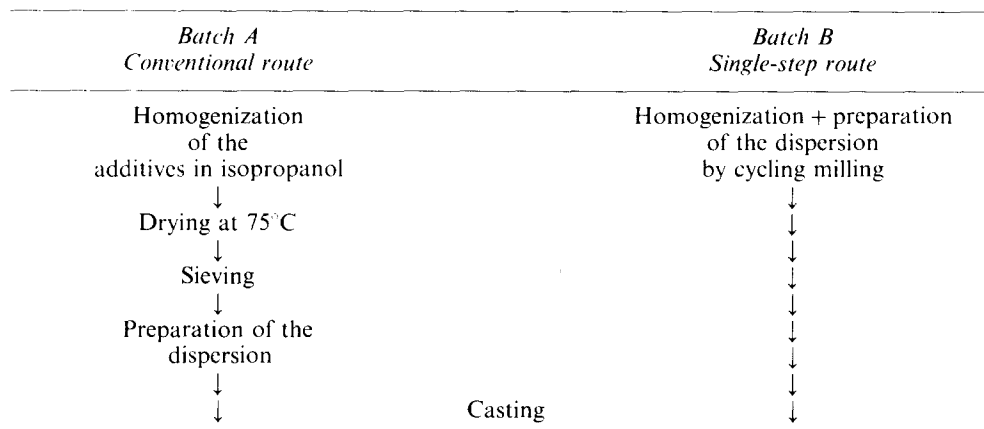 Batch A
Conventional route
Batch B
Single-step route
Homogenization
of the
additives in isopropanol
↓
Drying at 75°C
↓
Sieving
↓
Preparation of the
dispersion
↓
↓
Homogenization + preparation
of the dispersion
by cycling milling
↓
↓
↓
↓
↓
↓
↓
↓
↓
Casting